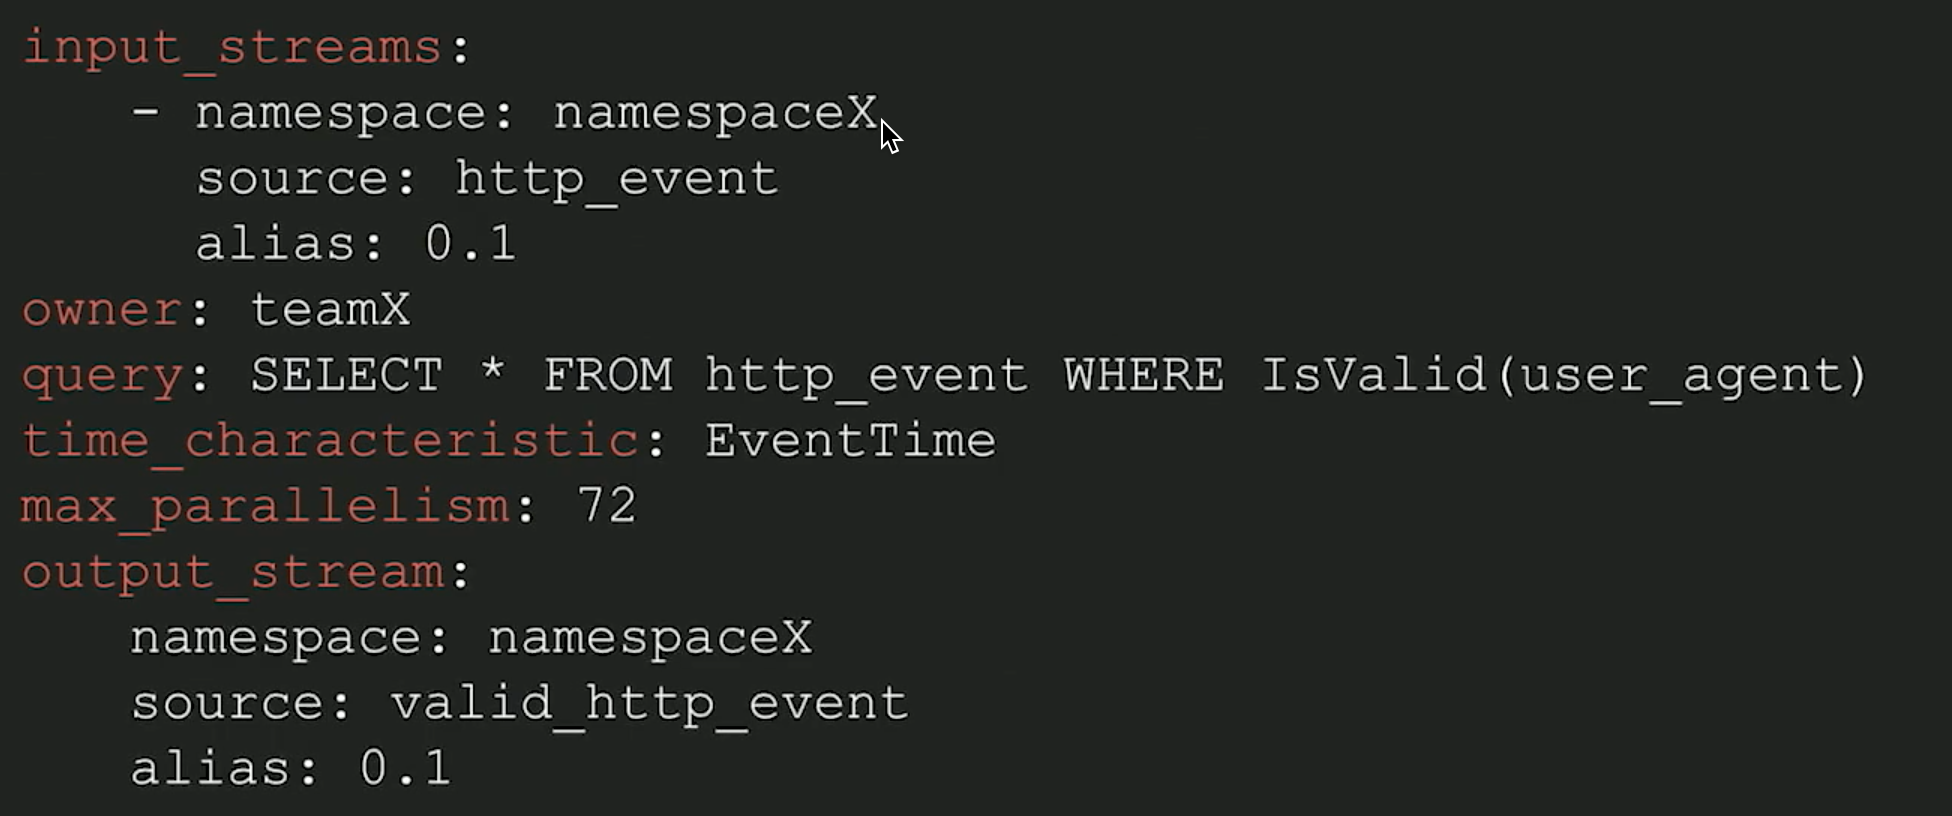 input_streams:
    - namespace: namespaceX
      source: http_event
      alias: 0.1
owner: teamX
query: SELECT * FROM http_event WHERE IsValid(user_agent)
time_characteristic: EventTime
max_parallelism: 72
output_stream:
    namespace: namespaceX
    source: valid_http_event
    alias: 0.1